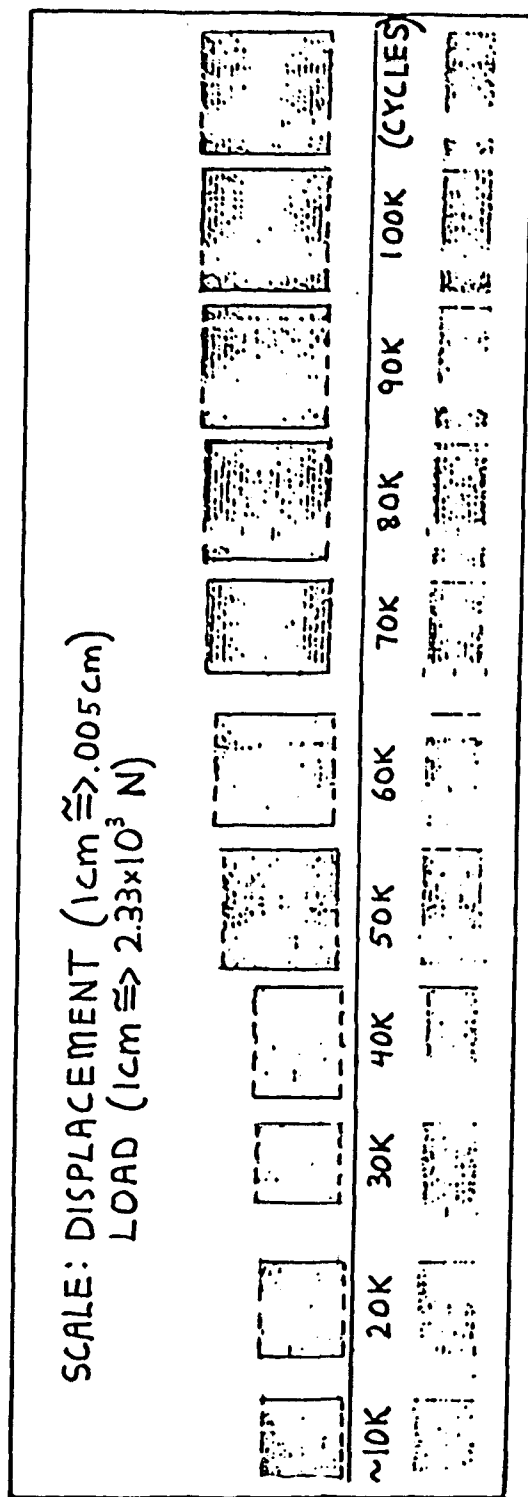 SCALE: DISPLACEMENT (1cm ≅> .005cm)
LOAD (1cm ≅> 2.33x10³ N)
~10K 20K 30K 40K 50K 60K 70K 80K 90K 100K (CYCLES)